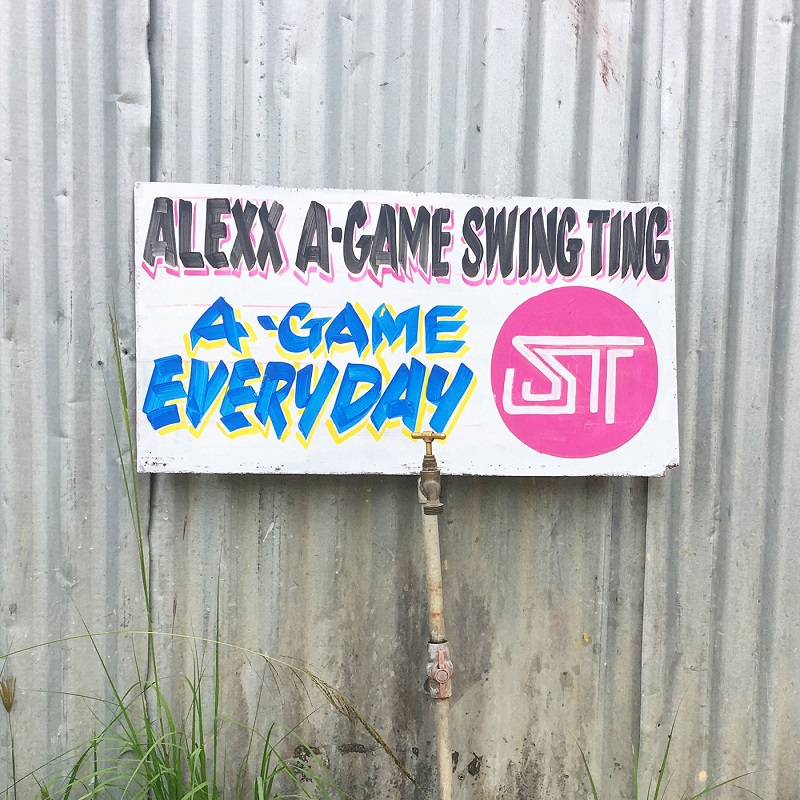 ALEXX A-GAME SWING TING
A-GAME
EVERYDAY
ST